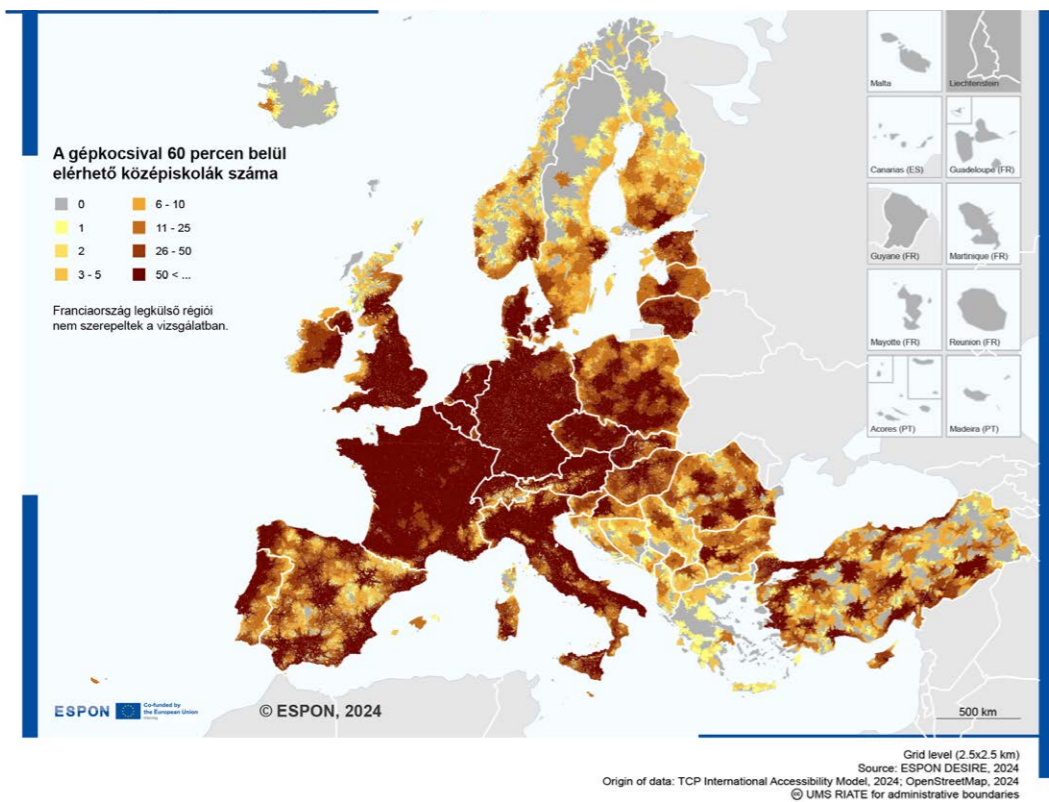 A gépkocsival 60 percen belül
elérhető középiskolák száma
0
1
2
3 - 5
6 - 10
11 - 25
26 - 50
50 < ...
Franciaország legkülső régiói
nem szerepeltek a vizsgálatban.
Malta
Liechtenstein
Canarias (ES)
Guadeloupe (FR)
Guyane (FR)
Martinique (FR)
Mayotte (FR)
Reunion (FR)
Acores (PT)
Madeira (PT)
ESPON
Co-funded by
the European Union
© ESPON, 2024
500 km
Grid level (2.5x2.5 km)
Source: ESPON DESIRE, 2024
Origin of data: TCP International Accessibility Model, 2024; OpenStreetMap, 2024
UMS RIATE for administrative boundaries